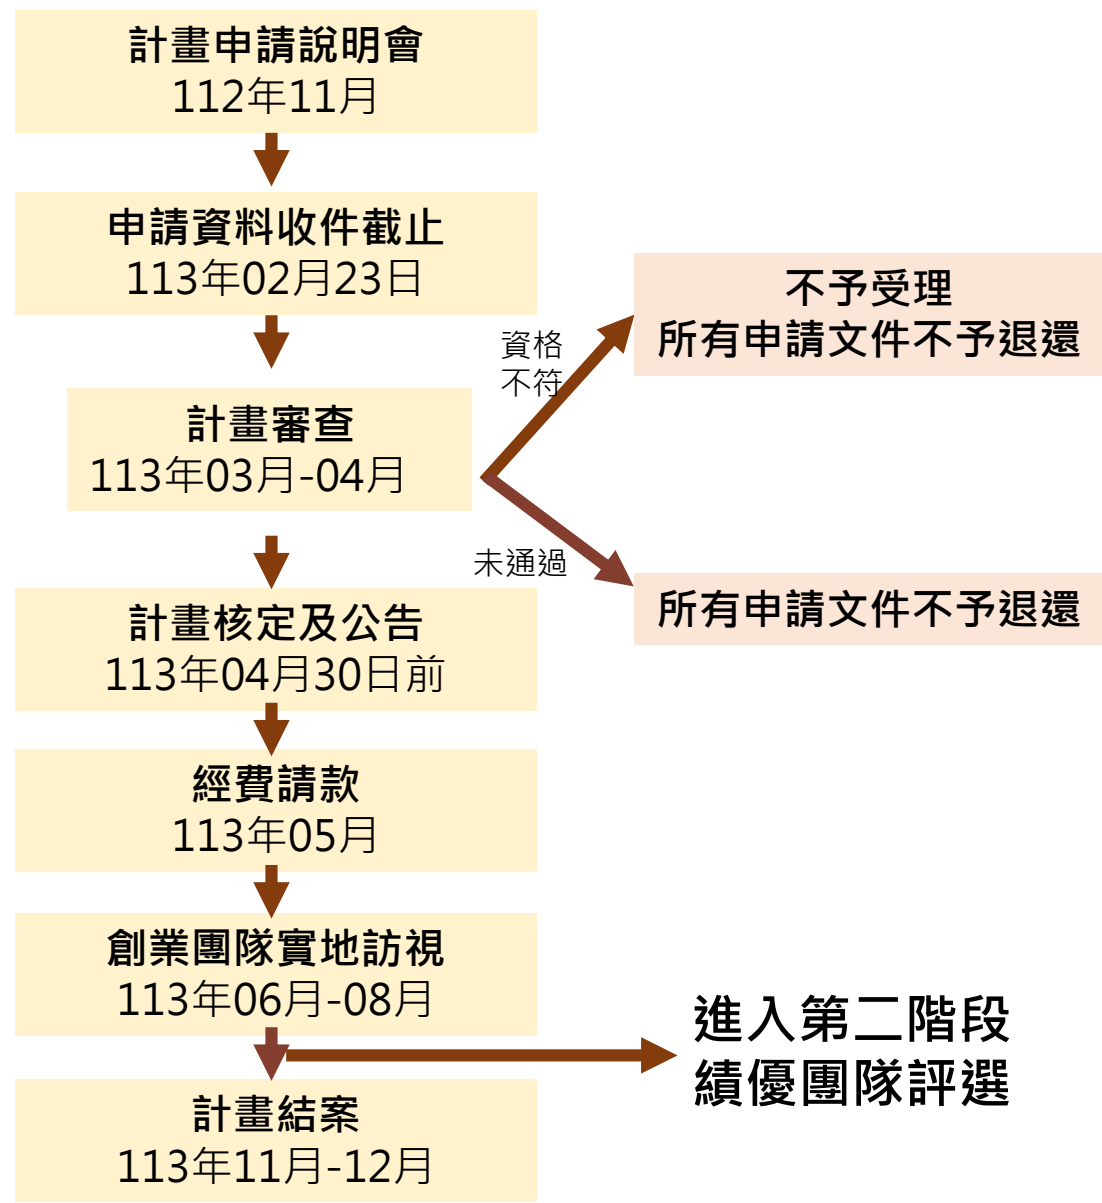 計畫申請說明會
112年11月
申請資料收件截止
113年02月23日
不予受理
所有申請文件不予退還
資格
不符
計畫審查
113年03月-04月
未通過
所有申請文件不予退還
計畫核定及公告
113年04月30日前
經費請款
113年05月
創業團隊實地訪視
113年06月-08月
進入第二階段
績優團隊評選
計畫結案
113年11月-12月